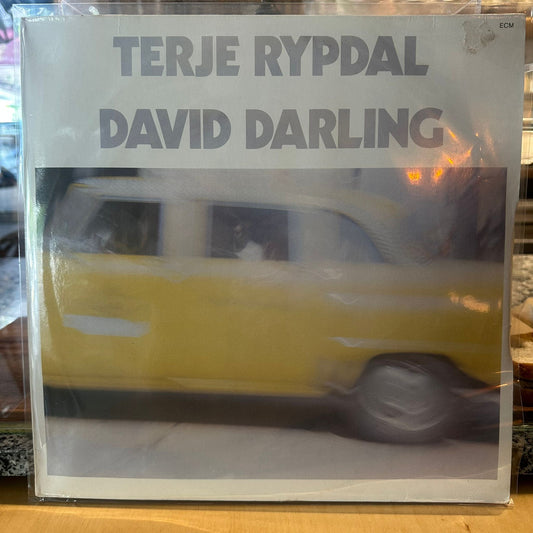 ECM
TERJE RYPDAL
DAVID DARLING